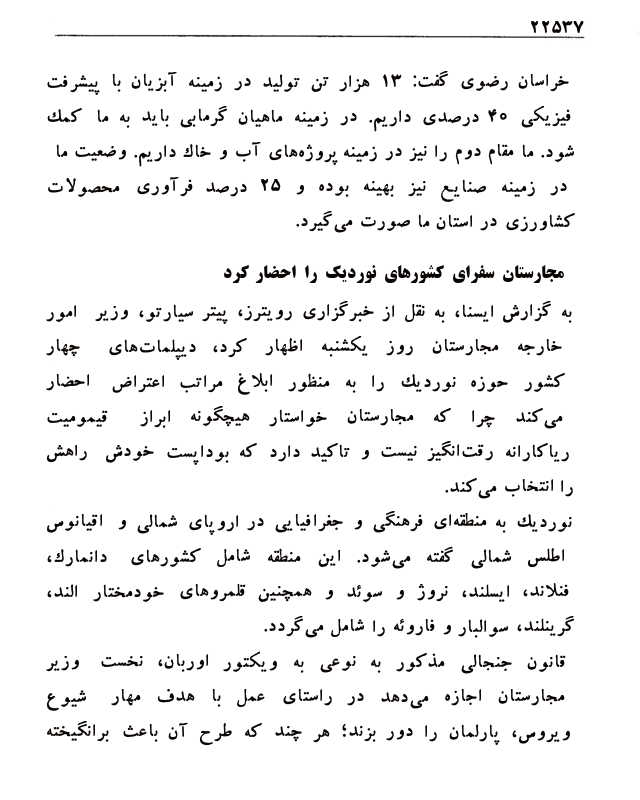 ۲۲۵۳۷
خراسان رضوی گفت: ۱۳ هزار تن تولید در زمینه آبزیان با پیشرفت
فیزیکی ۴۰ درصدی داریم. در زمینه ماهیان گرمابی باید به ما کمك
شود. ما مقام دوم را نیز در زمینه پروژه‌های آب و خاك داریم. وضعیت ما
در زمینه صنایع نیز بهینه بوده و ۲۵ درصد فرآوری محصولات
کشاورزی در استان ما صورت می‌گیرد.
مجارستان سفرای کشورهای نوردیک را احضار کرد
به گزارش ایسنا، به نقل از خبرگزاری رویترز، پیتر سیارتو، وزیر امور
خارجه مجارستان روز یکشنبه اظهار کرد، دیپلمات‌های چهار
کشور حوزه نوردیك را به منظور ابلاغ مراتب اعتراض احضار
می‌کند چرا که مجارستان خواستار هیچگونه ابراز قیمومیت
ریاکارانه رقت‌انگیز نیست و تاکید دارد که بوداپست خودش راهش
را انتخاب می‌کند.
نوردیك به منطقه‌ای فرهنگی و جغرافیایی در اروپای شمالی و اقیانوس
اطلس شمالی گفته می‌شود. این منطقه شامل کشورهای دانمارك،
فنلاند، ایسلند، نروژ و سوئد و همچنین قلمروهای خودمختار الند،
گرینلند، سوالبار و فاروئه را شامل می‌گردد.
قانون جنجالی مذکور به نوعی به ویکتور اوربان، نخست وزیر
مجارستان اجازه می‌دهد در راستای عمل با هدف مهار شیوع
ویروس، پارلمان را دور بزند؛ هر چند که طرح آن باعث برانگیخته